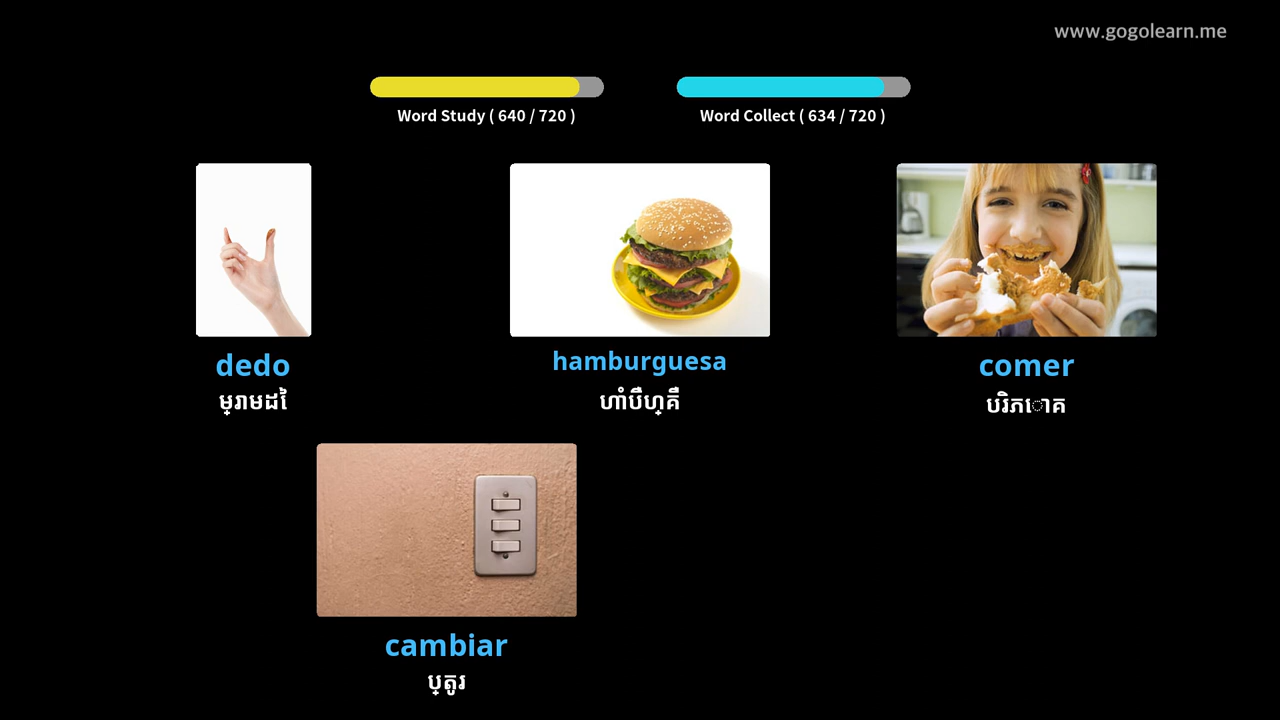 www.gogolearn.me
Word Study ( 640 / 720 )
Word Collect ( 634 / 720 )
dedo
ម្រាមដៃ
hamburguesa
ហាំប៊ឺហ្គឺ
comer
បរិភោគ
cambiar
ប្តូរ